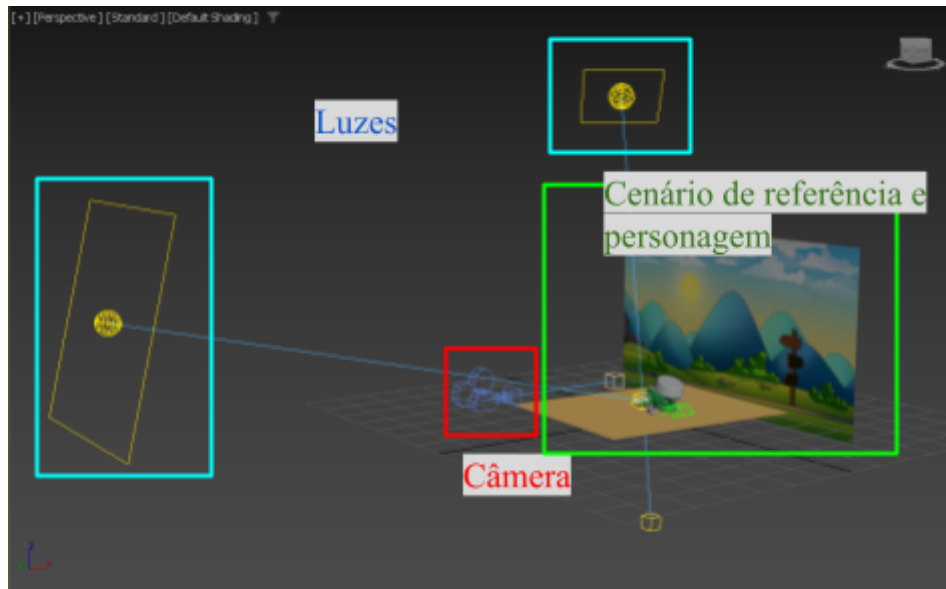 [+] [Perspective] [Standard] [Default Shading]
Luzes
Cenário de referência e
personagem
Câmera
z
x